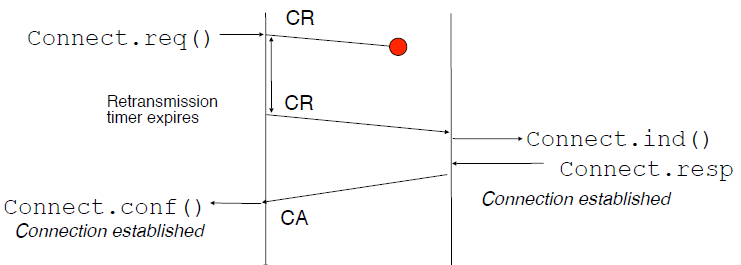 CR
Connect.req()
Retransmission
timer expires
CR
Connect.ind()
Connect.resp
Connection established
Connect.conf()
Connection established
CA